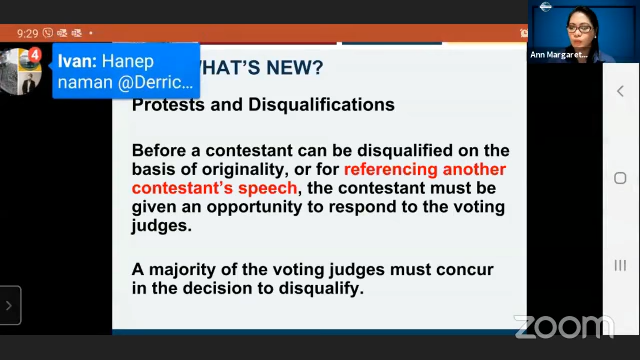 9:29
4
Ivan: Hanep
naman @Derric...
WHAT'S NEW?
Protests and Disqualifications
Before a contestant can be disqualified on the
basis of originality, or for referencing another
contestant's speech, the contestant must be
given an opportunity to respond to the voting
judges.
A majority of the voting judges must concur
in the decision to disqualify.
Ann Margaret...
zoom